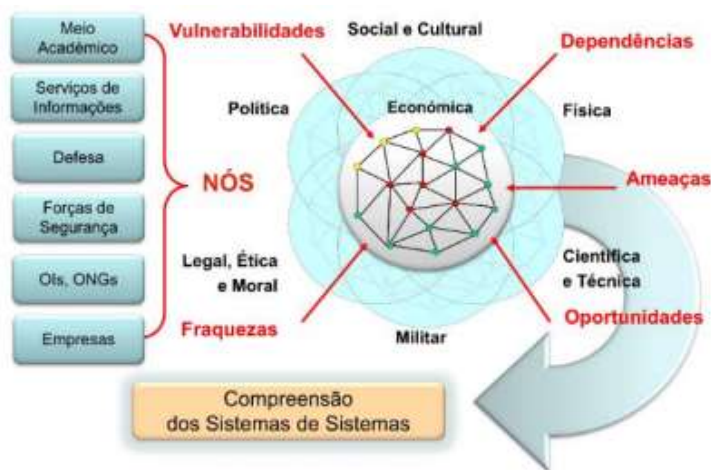 Meio
Académico
Serviços de
Informações
Defesa
Forças de
Segurança
OIs, ONGs
Empresas
NÓS
Vulnerabilidades
Social e Cultural
Dependências
Política
Económica
Física
Ameaças
Legal, Ética
e Moral
Científica
e Técnica
Fraquezas
Militar
Oportunidades
Compreensão
dos Sistemas de Sistemas